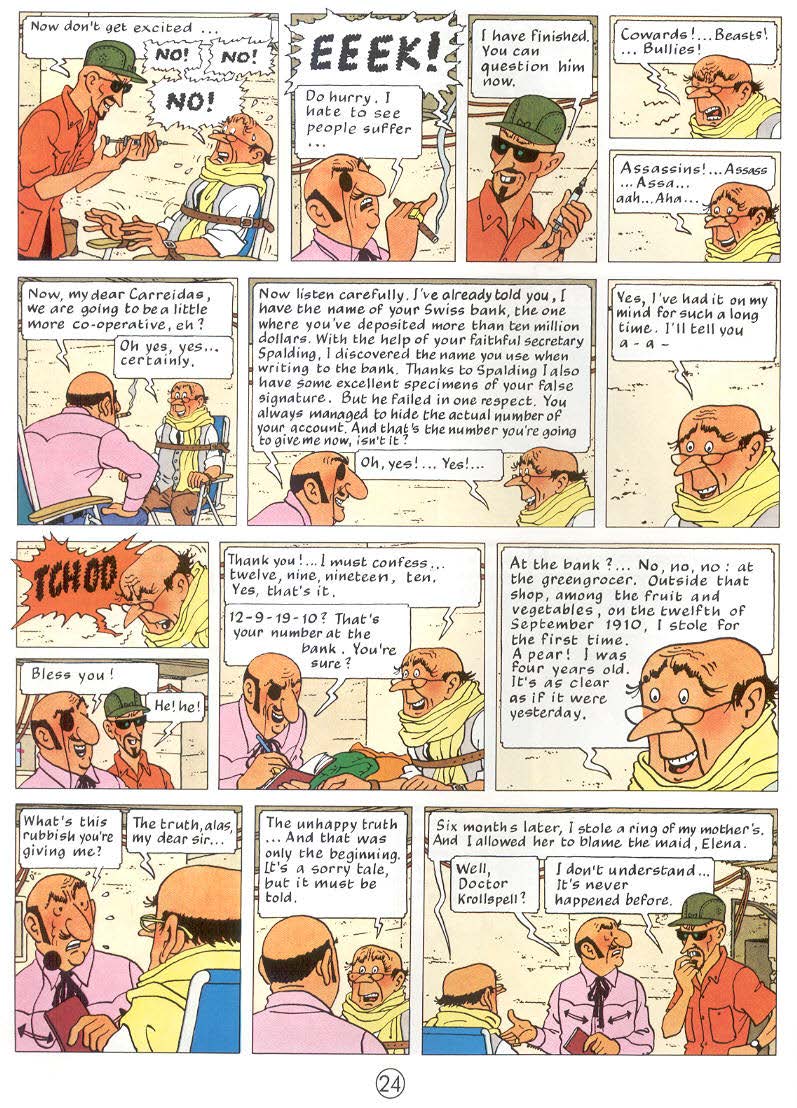 Now don't get excited ...
NO!
NO!
NO!
EEEK!
Do hurry. I
hate to see
people suffer
...
I have finished.
You can
question him
now.
Cowards!...Beasts!
... Bullies!
Assassins!...Assass
...Assa...
aah...Aha...
Now, my dear Carreidas,
we are going to be a little
more co-operative, eh?
Oh yes, yes...
certainly.
Now listen carefully. I've already told you, I
have the name of your Swiss bank, the one
where you've deposited more than ten million
dollars. With the help of your faithful secretary
Spalding, I discovered the name you use when
writing to the bank. Thanks to Spalding I also
have some excellent specimens of your false
signature. But he failed in one respect. You
always managed to hide the actual number of
your account. And that's the number you're going
to give me now, isn't it?
Oh, yes!... Yes!...
Yes, I've had it on my
mind for such a long
time. I'll tell you
a - a -
TCHOO
Bless you!
He! he!
Thank you!... I must confess...
twelve, nine, nineteen, ten.
Yes, that's it.
12-9-19-10? That's
your number at the
bank. You're
sure?
At the bank?... No, no, no: at
the greengrocer. Outside that
shop, among the fruit and
vegetables, on the twelfth of
September 1910, I stole for
the first time.
A pear! I was
four years old.
It's as clear
as if it were
yesterday.
What's this
rubbish you're
giving me?
The truth, alas,
my dear sir...
The unhappy truth
... And that was
only the beginning.
It's a sorry tale,
but it must be
told.
Six months later, I stole a ring of my mother's.
And I allowed her to blame the maid, Elena.
Well,
Doctor
Krollspell?
I don't understand...
It's never
happened before.
24